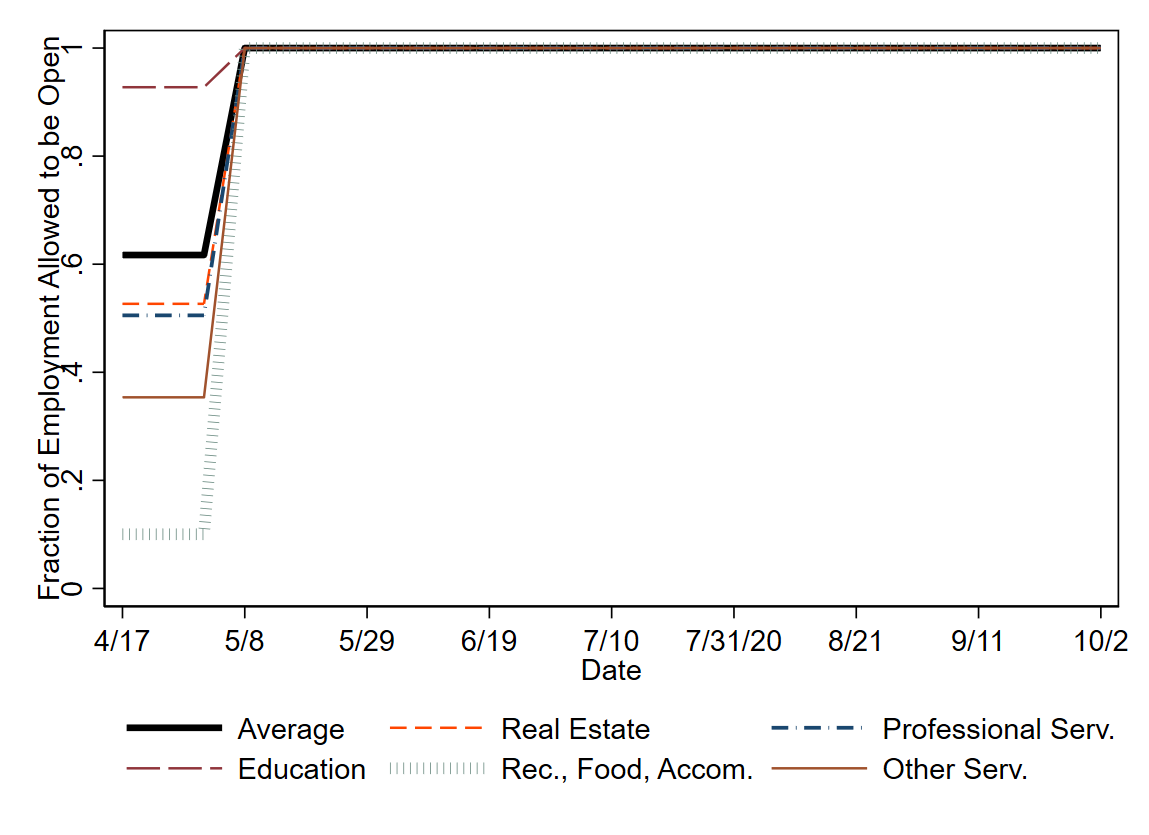 Fraction of Employment Allowed to be Open
1
.8
.6
.4
.2
0
4/17 5/8 5/29 6/19 7/10 7/31/20 8/21 9/11 10/2
Date
Average Real Estate Professional Serv.
Education Rec., Food, Accom. Other Serv.